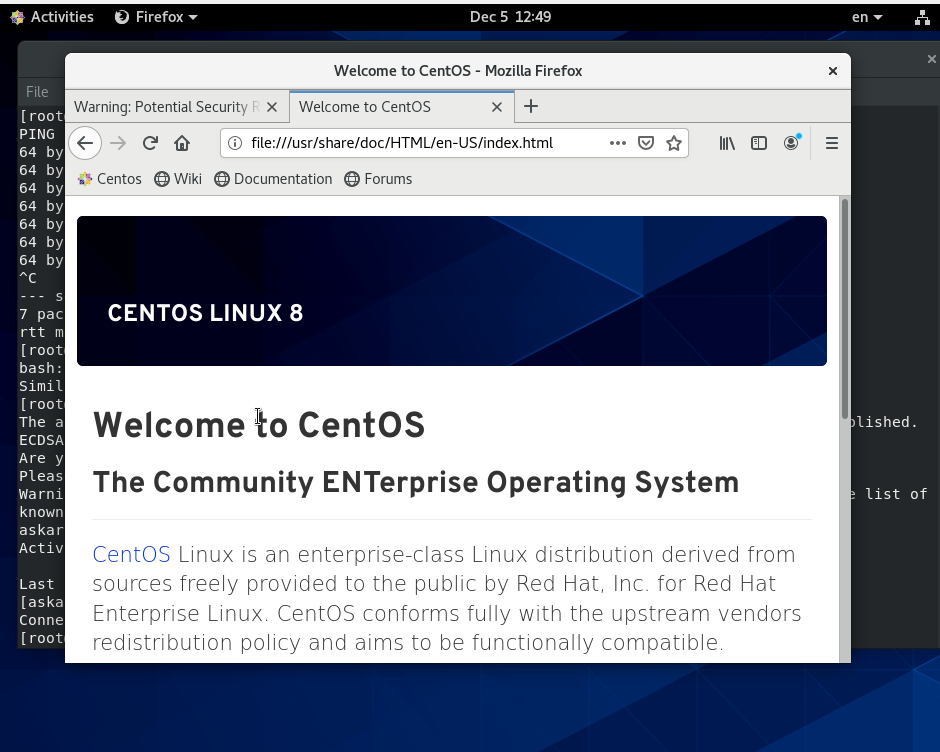 Activities Firefox Dec 5 12:49 en
Welcome to CentOS - Mozilla Firefox
Warning: Potential Security Welcome to CentOS
file:///usr/share/doc/HTML/en-US/index.html
Centos Wiki Documentation Forums
CENTOS LINUX 8
Welcome to CentOS
The Community ENTerprise Operating System
CentOS Linux is an enterprise-class Linux distribution derived from
sources freely provided to the public by Red Hat, Inc. for Red Hat
Enterprise Linux. CentOS conforms fully with the upstream vendors
redistribution policy and aims to be functionally compatible.
File
[root
PING
64 by
64 by
64 by
64 by
64 by
64 by
64 by
^C
--- s
7 pac
rtt m
[root
bash:
Simil
[root
The a blished.
ECDSA
Are y
Pleas
Warni e list of
known
askar
Activ
Last
[aska
Conne
[root